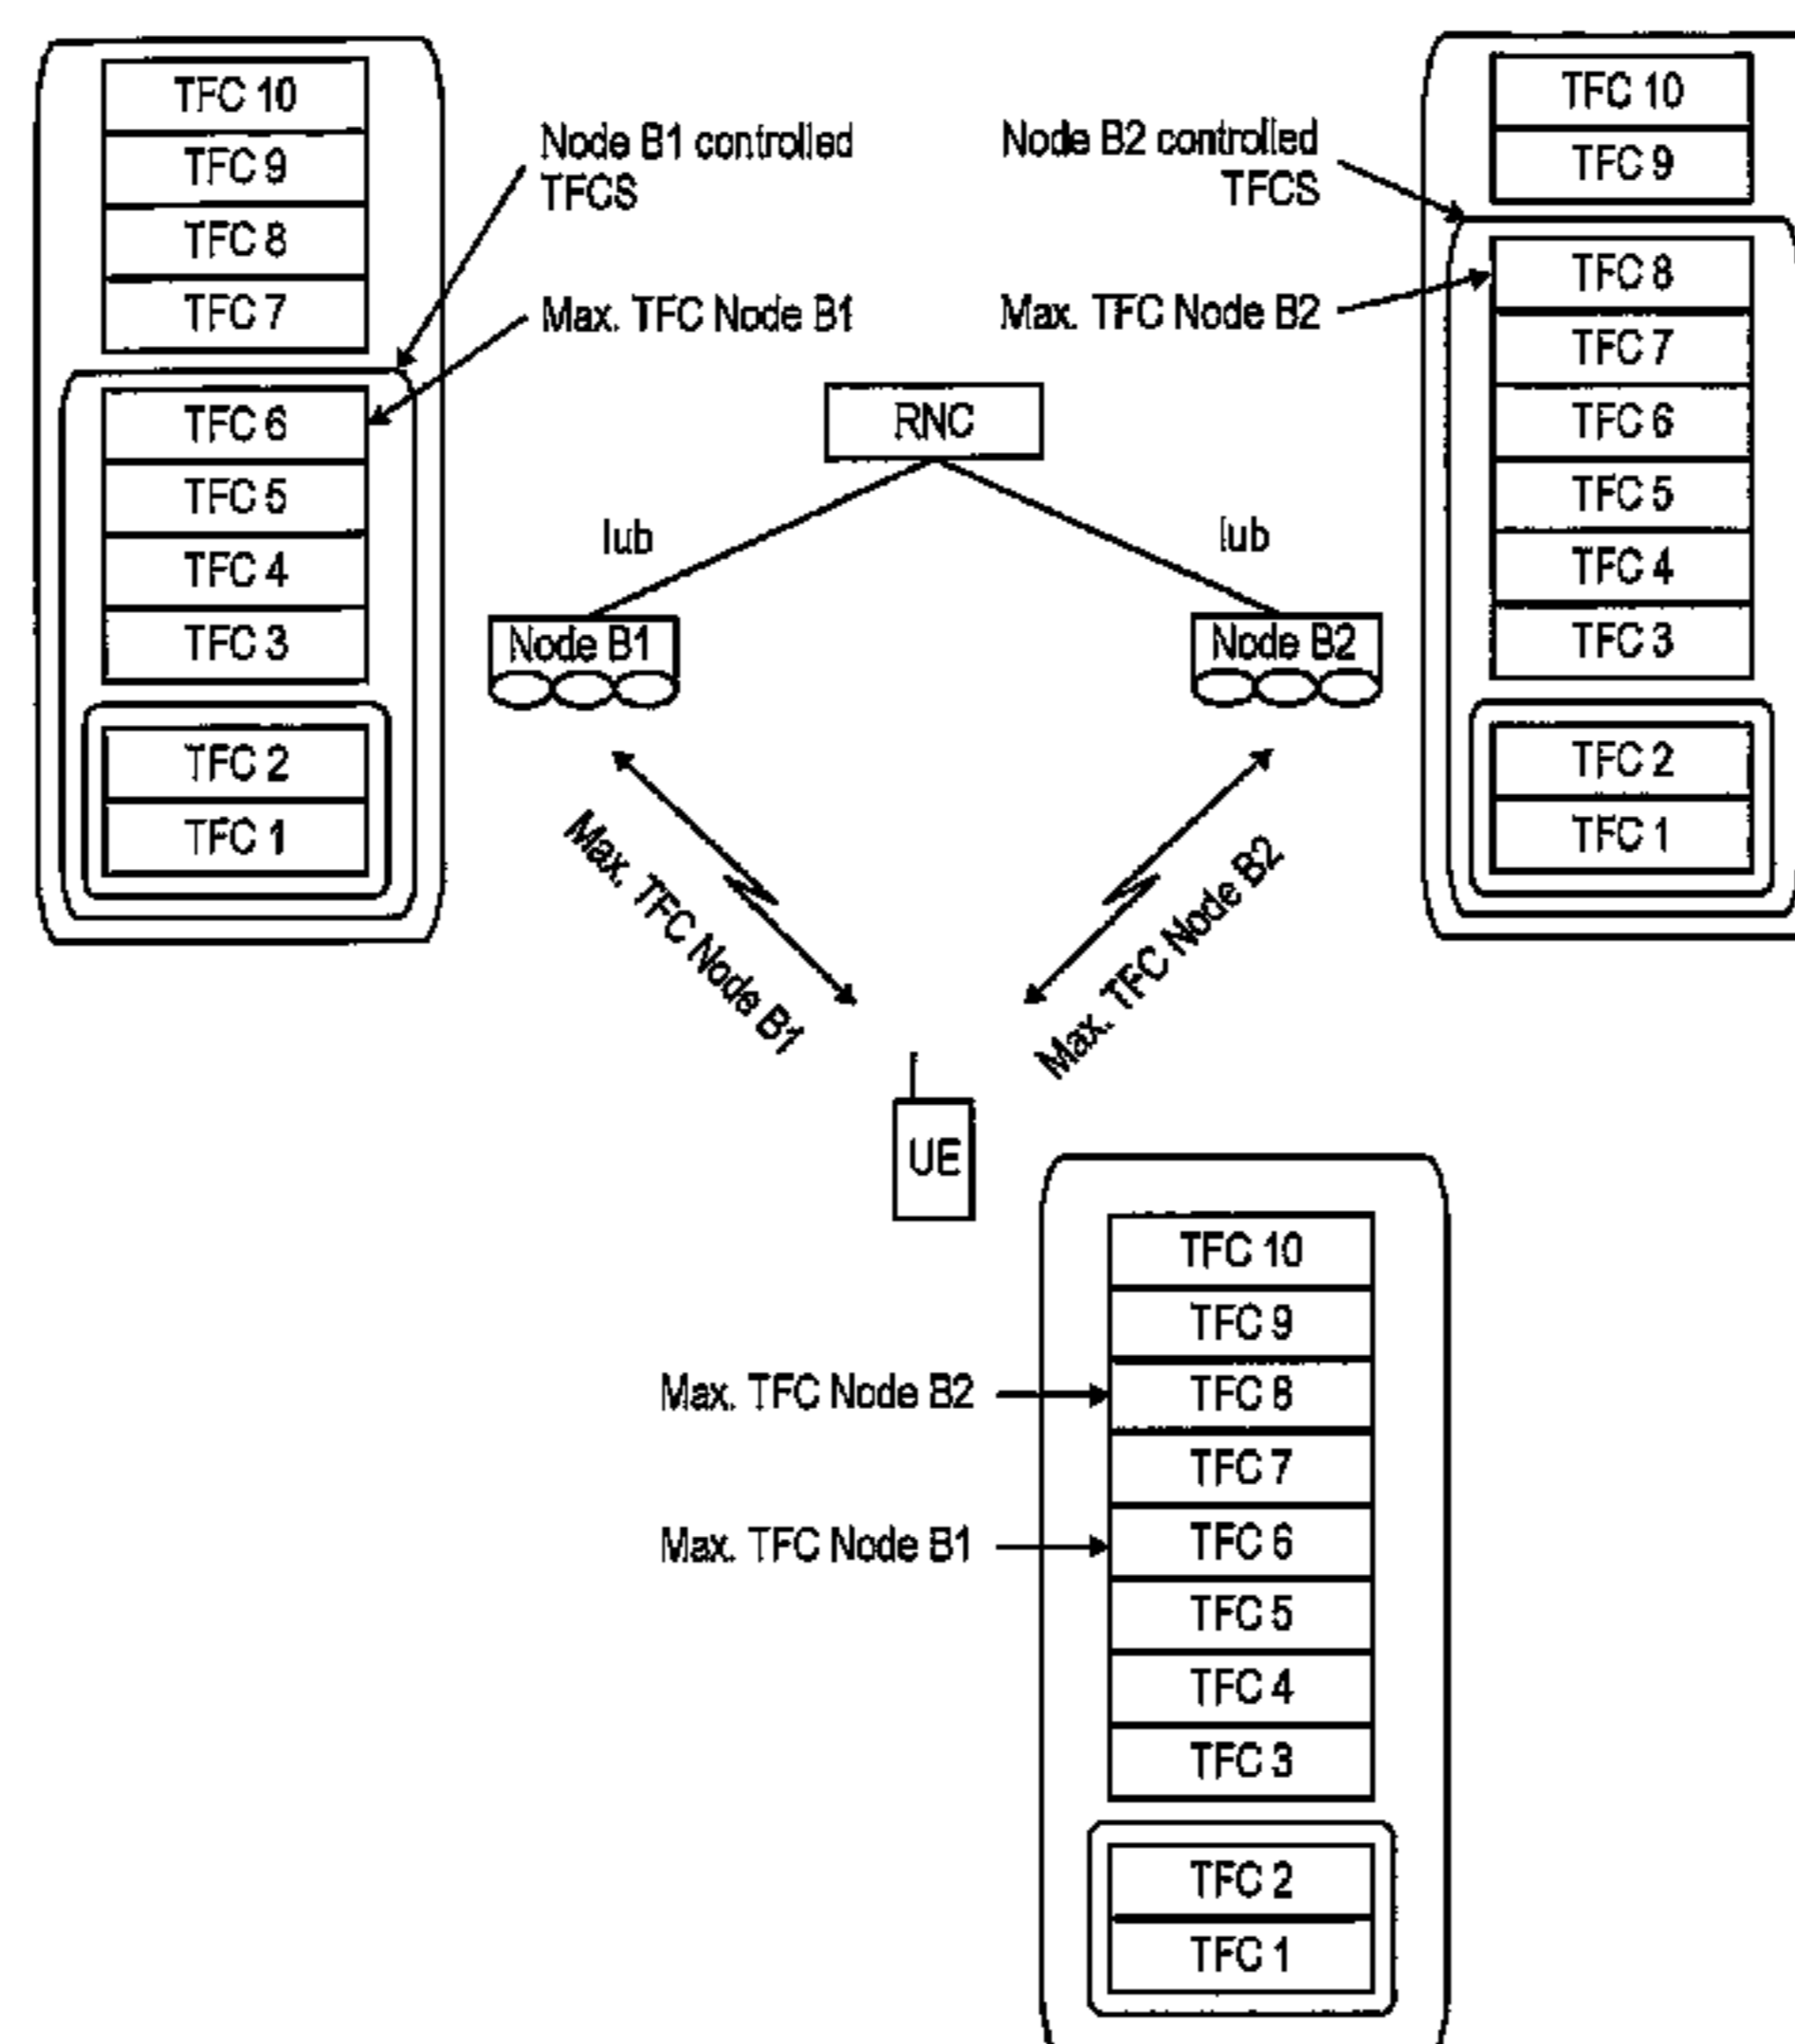 TFC 10
TFC 9
TFC 8
TFC 7
TFC 6
TFC 5
TFC 4
TFC 3
TFC 2
TFC 1
Node B1 controlled
TFCS
Max. TFC Node B1
Node B2 controlled
TFCS
Max. TFC Node B2
TFC 10
TFC 9
TFC 8
TFC 7
TFC 6
TFC 5
TFC 4
TFC 3
TFC 2
TFC 1
RNC
Iub
Iub
Node B1
Node B2
Max. TFC Node B1
Max. TFC Node B2
UE
Max. TFC Node B2
Max. TFC Node B1
TFC 10
TFC 9
TFC 8
TFC 7
TFC 6
TFC 5
TFC 4
TFC 3
TFC 2
TFC 1